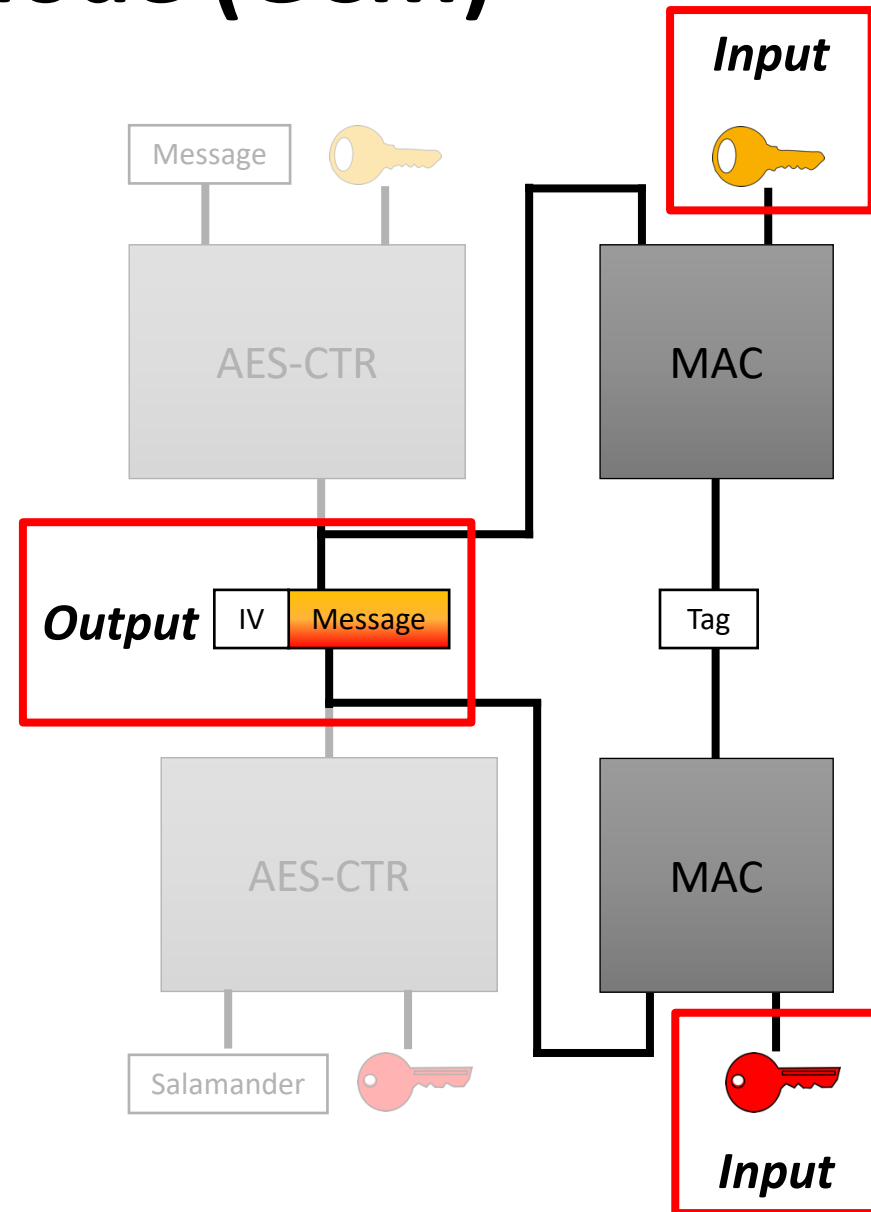 Input
Message
AES-CTR
MAC
Output
IV
Message
Tag
AES-CTR
MAC
Salamander
Input